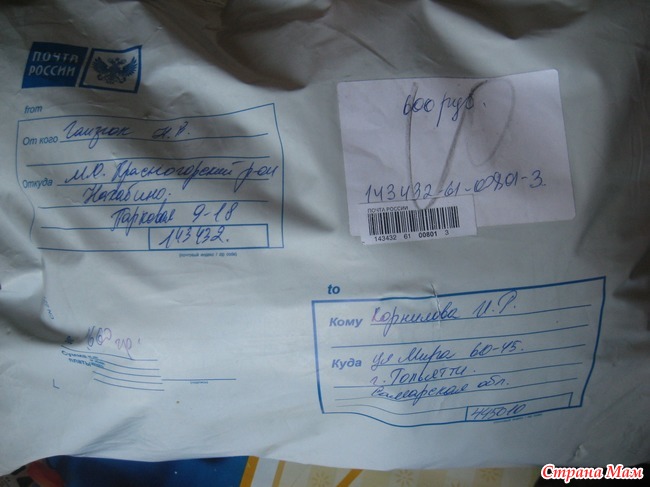 ПОЧТА
РОССИИ
from
От кого
Откуда М.О. Красногорский р-он
Нахабино.
Парковая 9-18
143432.
600 руб.
143432-61-00801-3
ПОЧТА РОССИИ
143432 61 00801 3
to
Кому Корнилова И.Р.
Куда ул Мира 60-45.
г. Тольятти.
Самарская обл.
445010
Страна Мам